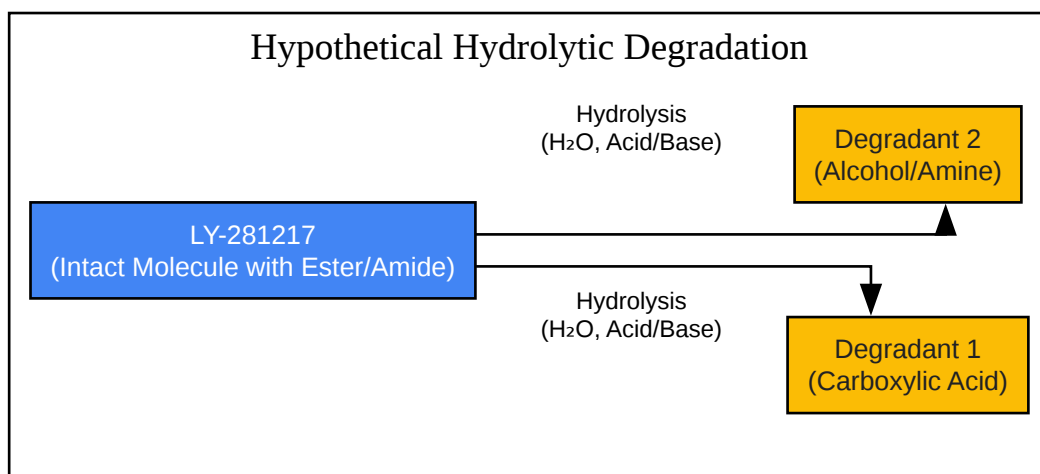 Hypothetical Hydrolytic Degradation
Hydrolysis
(H₂O, Acid/Base)
Degradant 2
(Alcohol/Amine)
LY-281217
(Intact Molecule with Ester/Amide)
Hydrolysis
(H₂O, Acid/Base)
Degradant 1
(Carboxylic Acid)